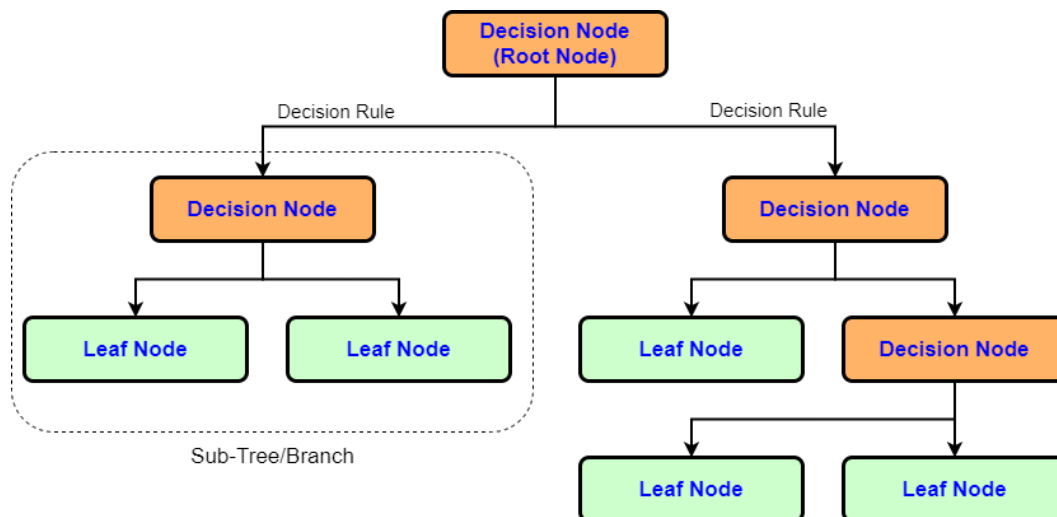 Decision Node
(Root Node)
Decision Rule
Decision Rule
Decision Node
Decision Node
Leaf Node
Leaf Node
Leaf Node
Decision Node
Sub-Tree/Branch
Leaf Node
Leaf Node